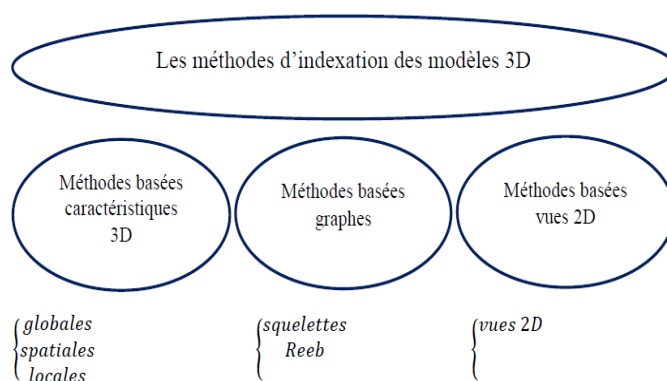 Les méthodes d'indexation des modèles 3D
Méthodes basées
caractéristiques
3D
Méthodes basées
graphes
Méthodes basées
vues 2D
globales
spatiales
locales
squelettes
Reeb
vues 2D